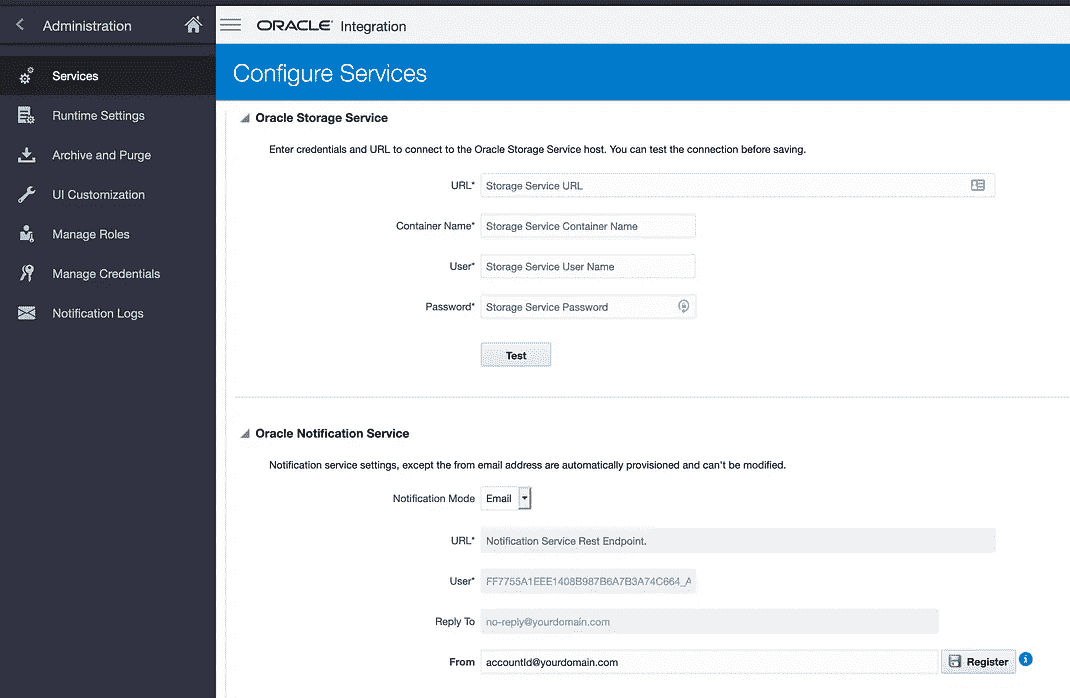 Administration
ORACLE Integration
Services
Runtime Settings
Archive and Purge
UI Customization
Manage Roles
Manage Credentials
Notification Logs
Configure Services
Oracle Storage Service
Enter credentials and URL to connect to the Oracle Storage Service host. You can test the connection before saving.
URL* Storage Service URL
Container Name* Storage Service Container Name
User* Storage Service User Name
Password* Storage Service Password
Test
Oracle Notification Service
Notification service settings, except the from email address are automatically provisioned and can't be modified.
Notification Mode Email
URL* Notification Service Rest Endpoint.
User* FF7755A1EEE1408B987B6A7B3A74C664_A
Reply To no-reply@yourdomain.com
From accountId@yourdomain.com Register